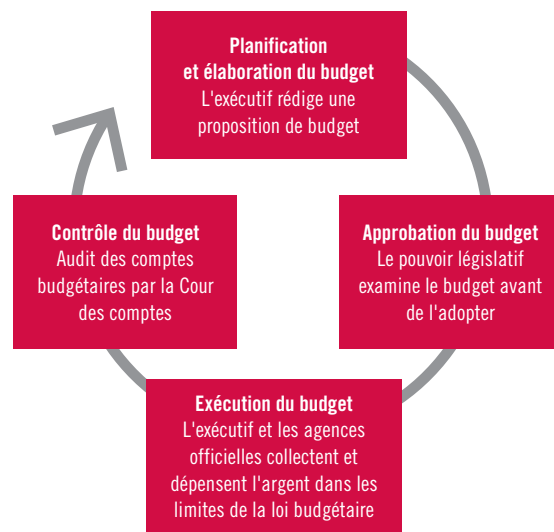 Planification
et élaboration du budget
L'exécutif rédige une
proposition de budget
Approbation du budget
Le pouvoir législatif
examine le budget avant
de l'adopter
Exécution du budget
L'exécutif et les agences
officielles collectent et
dépensent l'argent dans les
limites de la loi budgétaire
Contrôle du budget
Audit des comptes
budgétaires par la Cour
des comptes